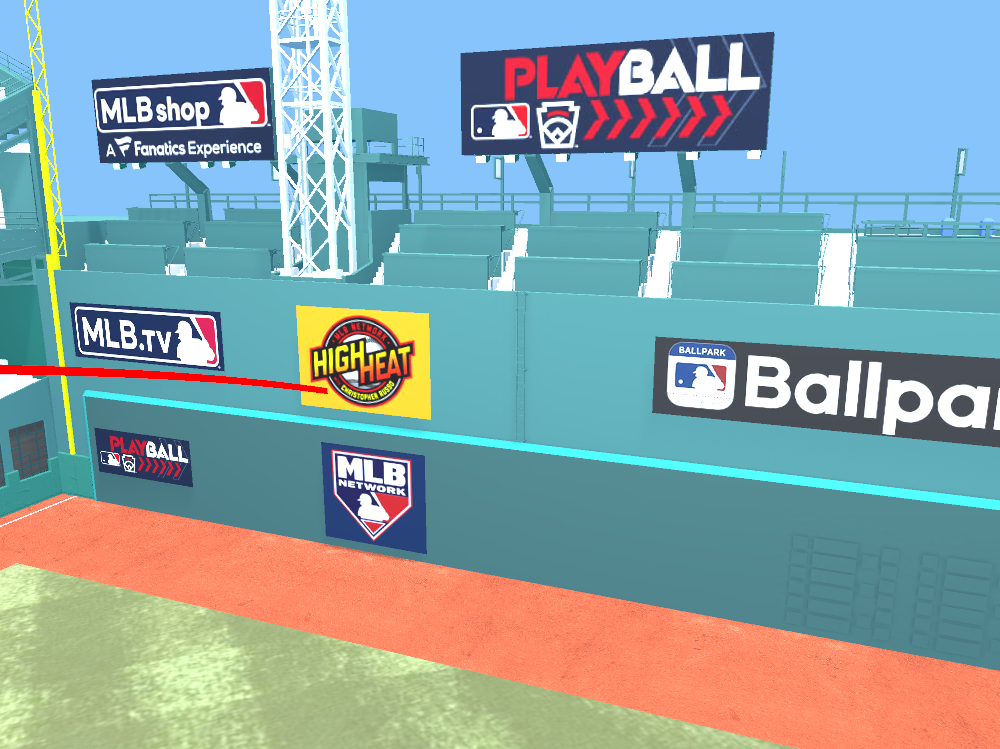 MLB shop
A Fanatics Experience
PLAYBALL
MLB.TV
MLB NETWORK
HIGH HEAT
CHRISTOPHER RUSSO
BALLPARK
Ballpa
PLAYBALL
MLB
NETWORK